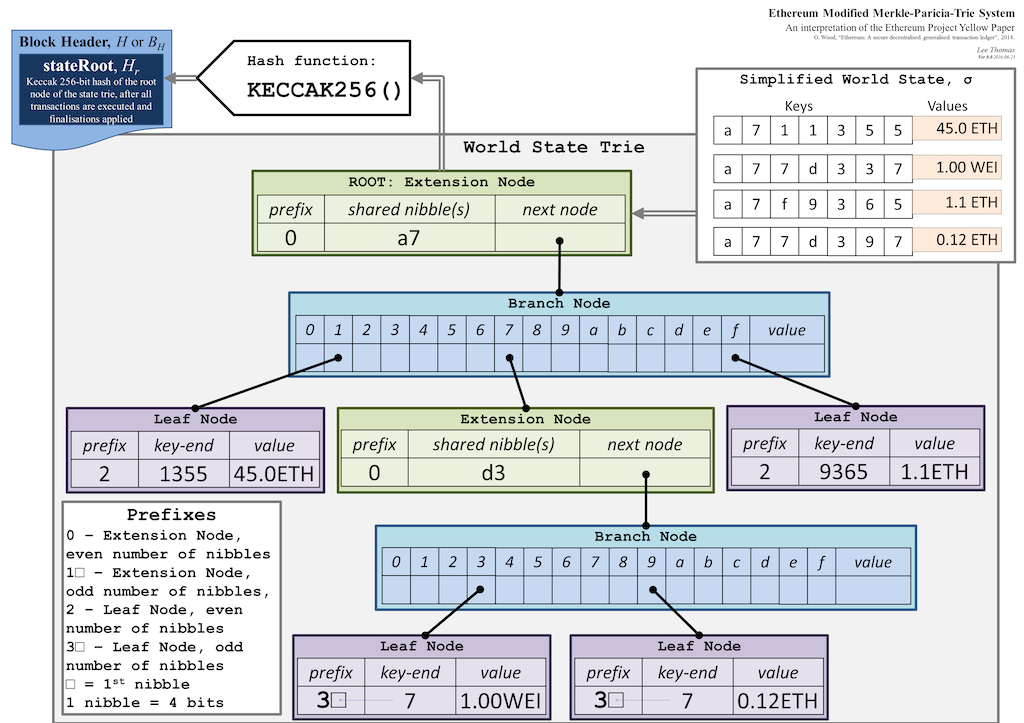 Ethereum Modified Merkle-Paricia-Trie System
An interpretation of the Ethereum Project Yellow Paper
G. Wood, "Ethereum: A secure decentralised generalised transaction ledger", 2014.
Lee Thomas
Block Header, H or B_H
stateRoot, H_r
Keccak 256-bit hash of the root
node of the state trie, after all
transactions are executed and
finalisations applied
Hash function:
KECCAK256()
Simplified World State, σ
Keys Values
a 7 1 1 3 5 5 45.0 ETH
a 7 7 d 3 3 7 1.00 WEI
a 7 f 9 3 6 5 1.1 ETH
a 7 7 d 3 9 7 0.12 ETH
World State Trie
ROOT: Extension Node
prefix shared nibble(s) next node
0 a7
Branch Node
0 1 2 3 4 5 6 7 8 9 a b c d e f value
Leaf Node
prefix key-end value
2 1355 45.0ETH
Extension Node
prefix shared nibble(s) next node
0 d3
Leaf Node
prefix key-end value
2 9365 1.1ETH
Branch Node
0 1 2 3 4 5 6 7 8 9 a b c d e f value
Leaf Node
prefix key-end value
3□ 7 1.00WEI
Leaf Node
prefix key-end value
3□ 7 0.12ETH
Prefixes
0 – Extension Node,
even number of nibbles
1□ – Extension Node,
odd number of nibbles,
2 – Leaf Node, even
number of nibbles
3□ – Leaf Node, odd
number of nibbles
□ = 1st nibble
1 nibble = 4 bits